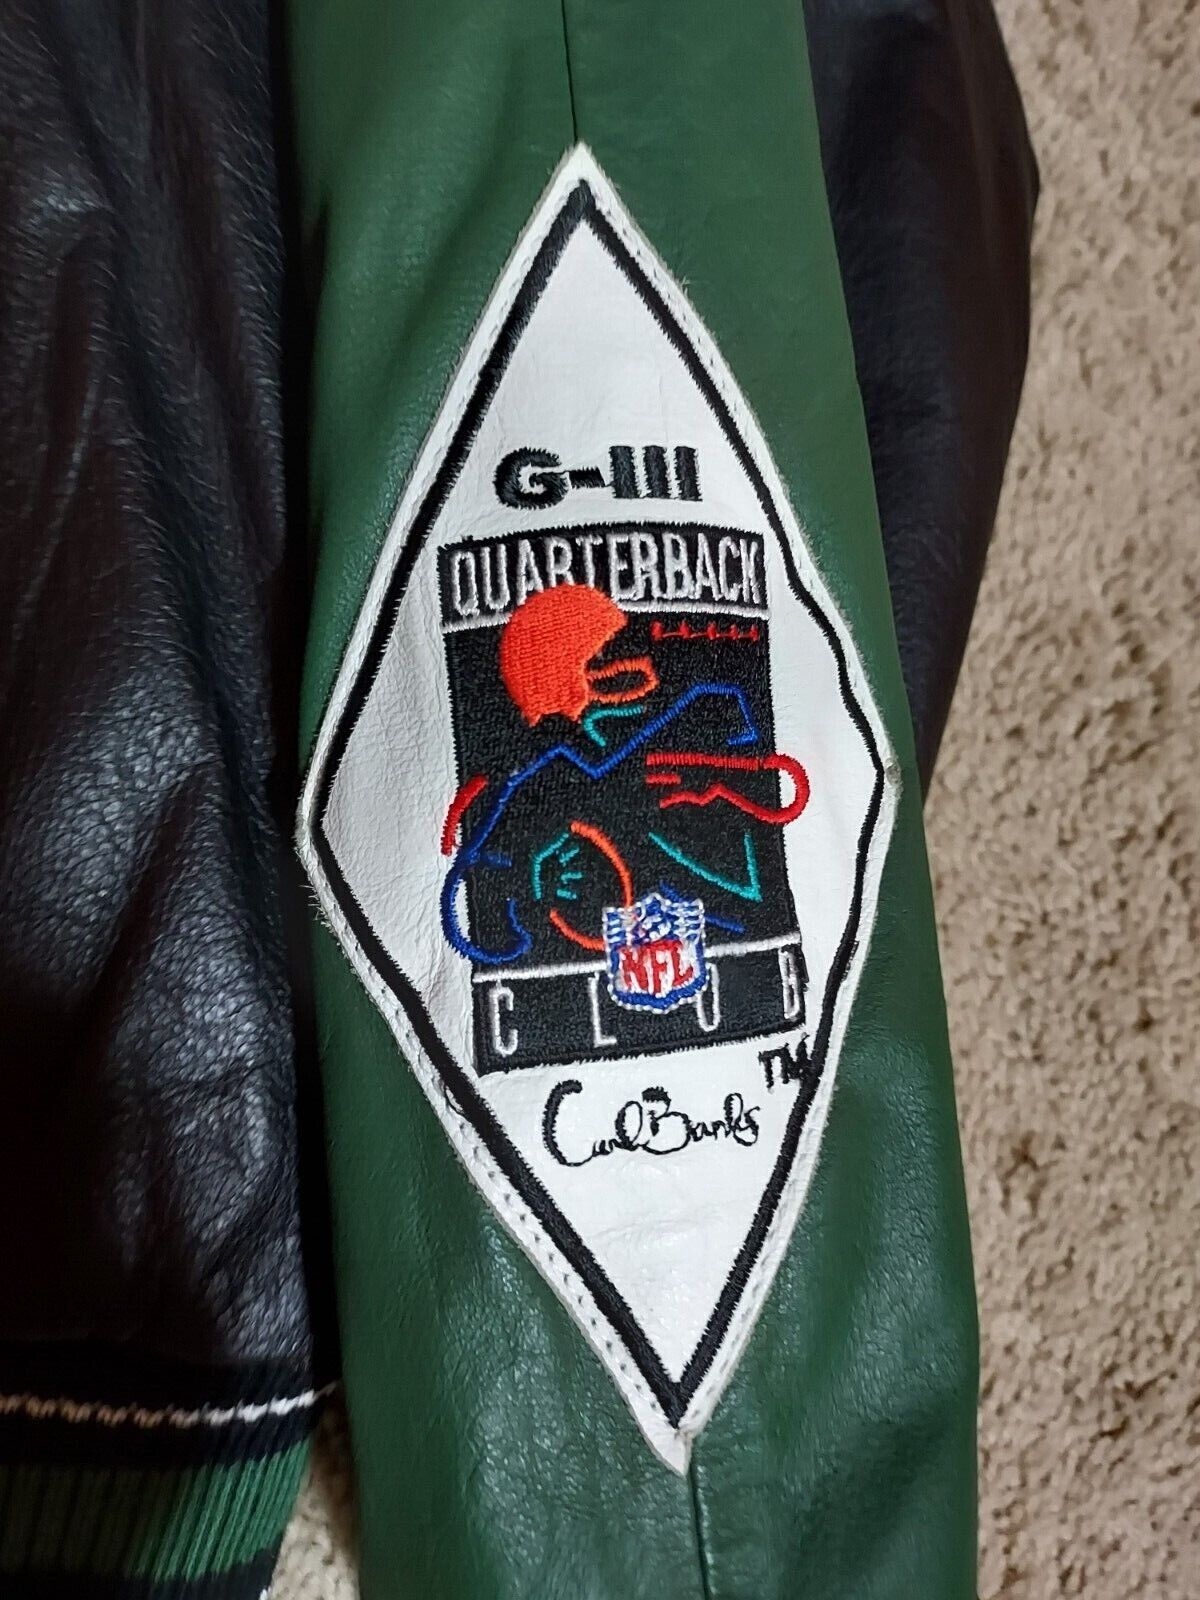 G-III
QUARTERBACK
NFL
CLUB
TM
Carl Banks